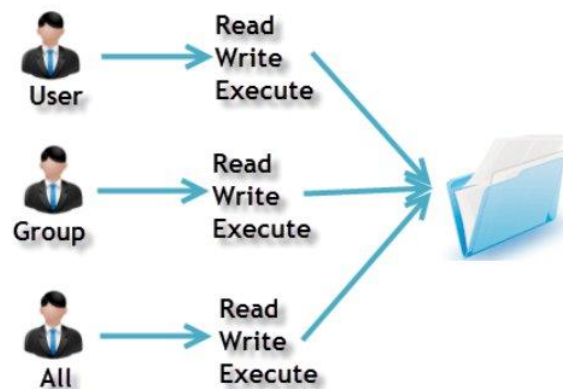 User
Read
Write
Execute
Group
Read
Write
Execute
All
Read
Write
Execute